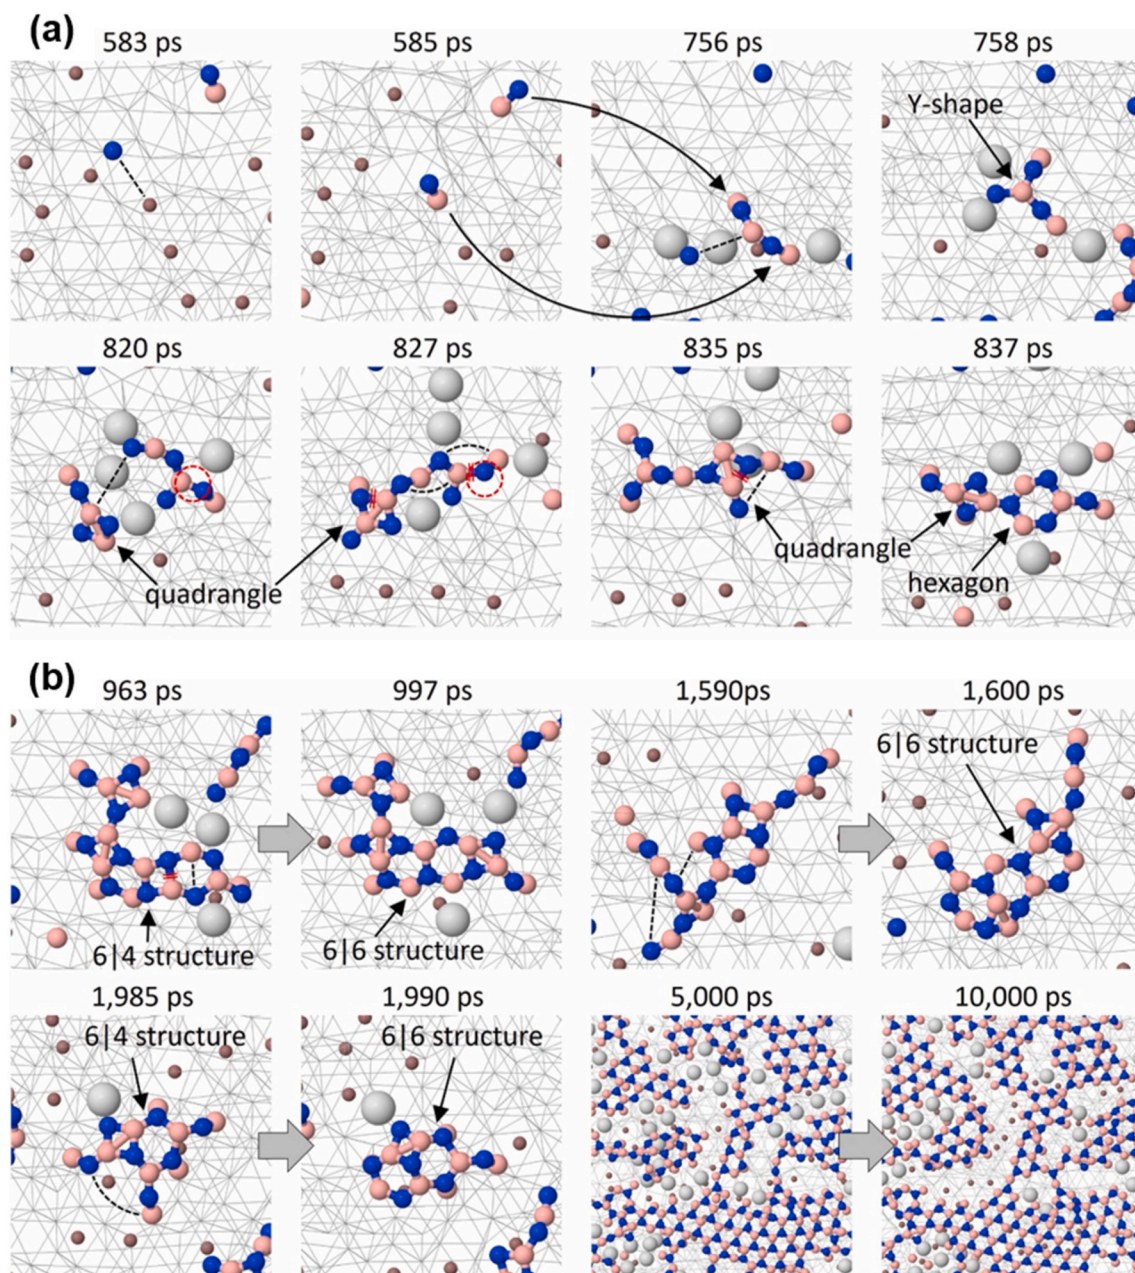 (a)
583 ps
585 ps
756 ps
758 ps
Y-shape
820 ps
827 ps
835 ps
837 ps
quadrangle
quadrangle
hexagon
(b)
963 ps
997 ps
1,590ps
1,600 ps
6|6 structure
6|4 structure
6|6 structure
1,985 ps
1,990 ps
5,000 ps
10,000 ps
6|4 structure
6|6 structure